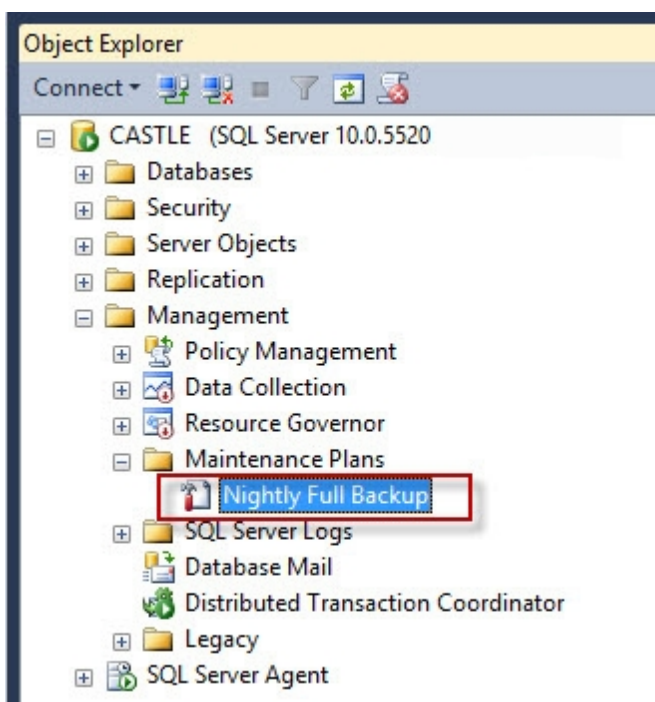 Object Explorer
Connect
CASTLE (SQL Server 10.0.5520
Databases
Security
Server Objects
Replication
Management
Policy Management
Data Collection
Resource Governor
Maintenance Plans
Nightly Full Backup
SQL Server Logs
Database Mail
Distributed Transaction Coordinator
Legacy
SQL Server Agent